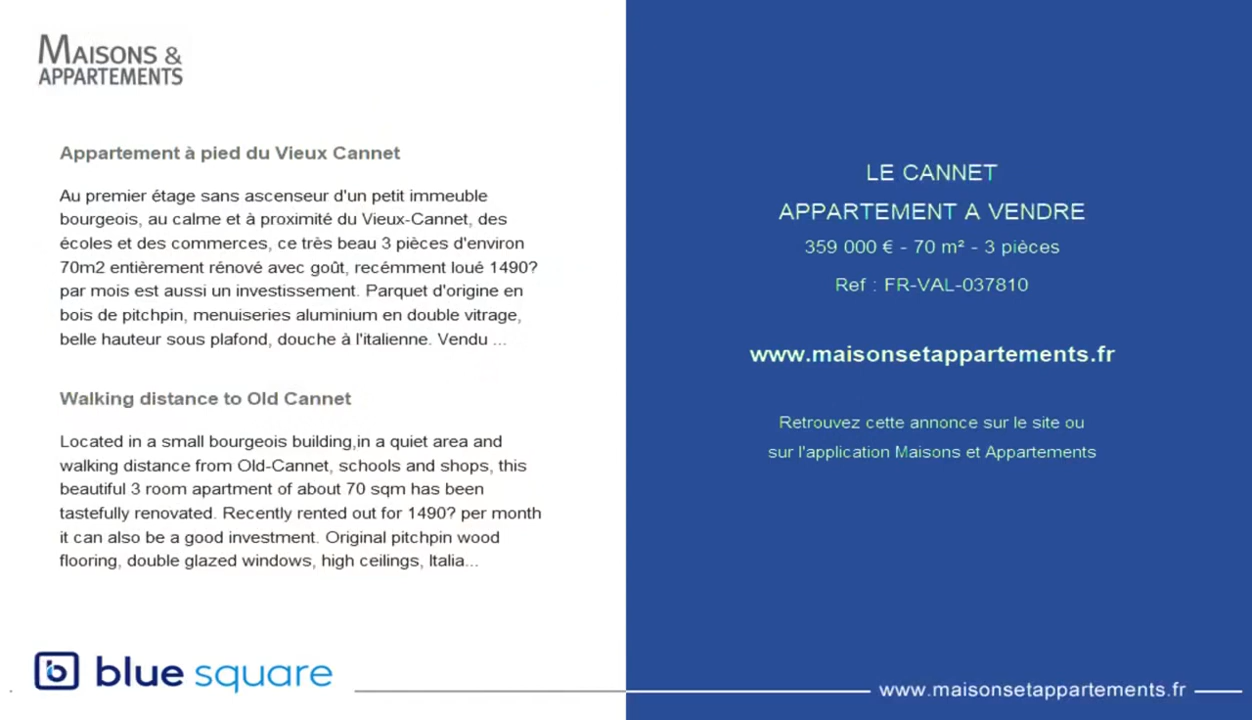 MAISONS &
APPARTEMENTS
Appartement à pied du Vieux Cannet
Au premier étage sans ascenseur d'un petit immeuble
bourgeois, au calme et à proximité du Vieux-Cannet, des
écoles et des commerces, ce très beau 3 pièces d'environ
70m2 entièrement rénové avec goût, recémment loué 1490?
par mois est aussi un investissement. Parquet d'origine en
bois de pitchpin, menuiseries aluminium en double vitrage,
belle hauteur sous plafond, douche à l'italienne. Vendu ...
Walking distance to Old Cannet
Located in a small bourgeois building,in a quiet area and
walking distance from Old-Cannet, schools and shops, this
beautiful 3 room apartment of about 70 sqm has been
tastefully renovated. Recently rented out for 1490? per month
it can also be a good investment. Original pitchpin wood
flooring, double glazed windows, high ceilings, Italia...
blue square
LE CANNET
APPARTEMENT A VENDRE
359 000 € - 70 m² - 3 pièces
Ref : FR-VAL-037810
www.maisonsetappartements.fr
Retrouvez cette annonce sur le site ou
sur l'application Maisons et Appartements
www.maisonsetappartements.fr